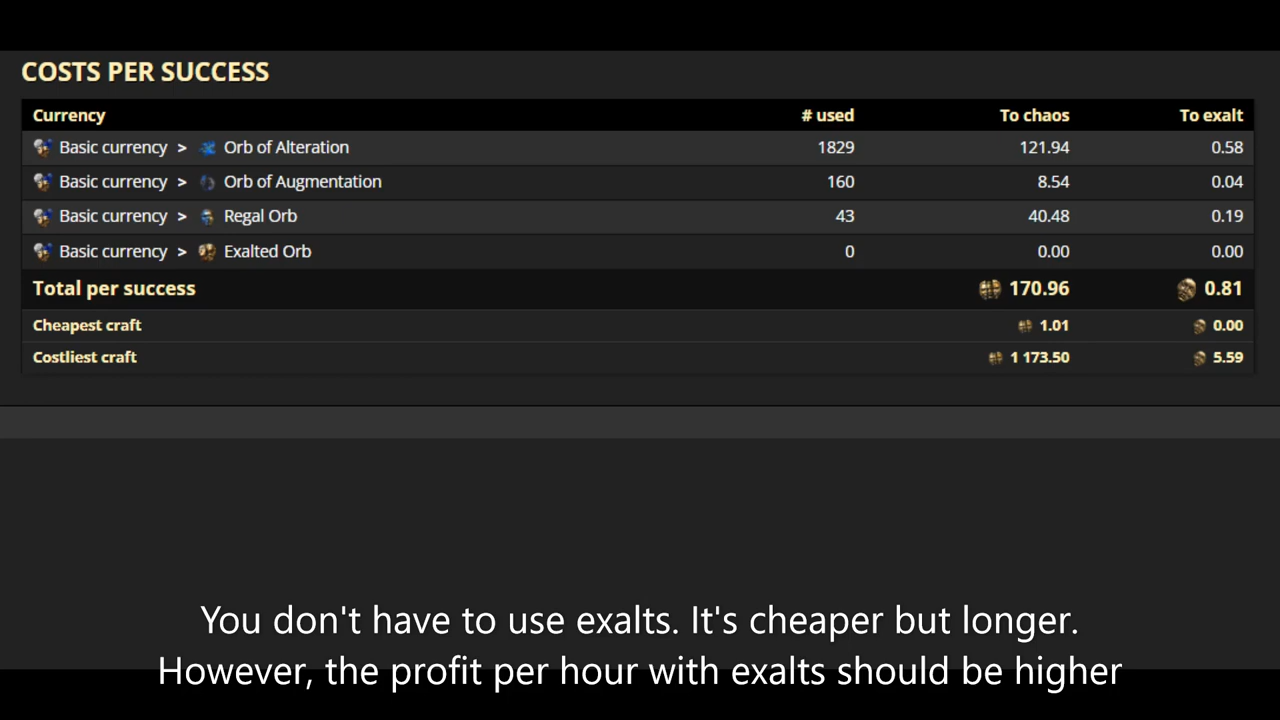 COSTS PER SUCCESS
Currency # used To chaos To exalt
Basic currency > Orb of Alteration 1829 121.94 0.58
Basic currency > Orb of Augmentation 160 8.54 0.04
Basic currency > Regal Orb 43 40.48 0.19
Basic currency > Exalted Orb 0 0.00 0.00
Total per success 170.96 0.81
Cheapest craft 1.01 0.00
Costliest craft 1 173.50 5.59
You don't have to use exalts. It's cheaper but longer.
However, the profit per hour with exalts should be higher